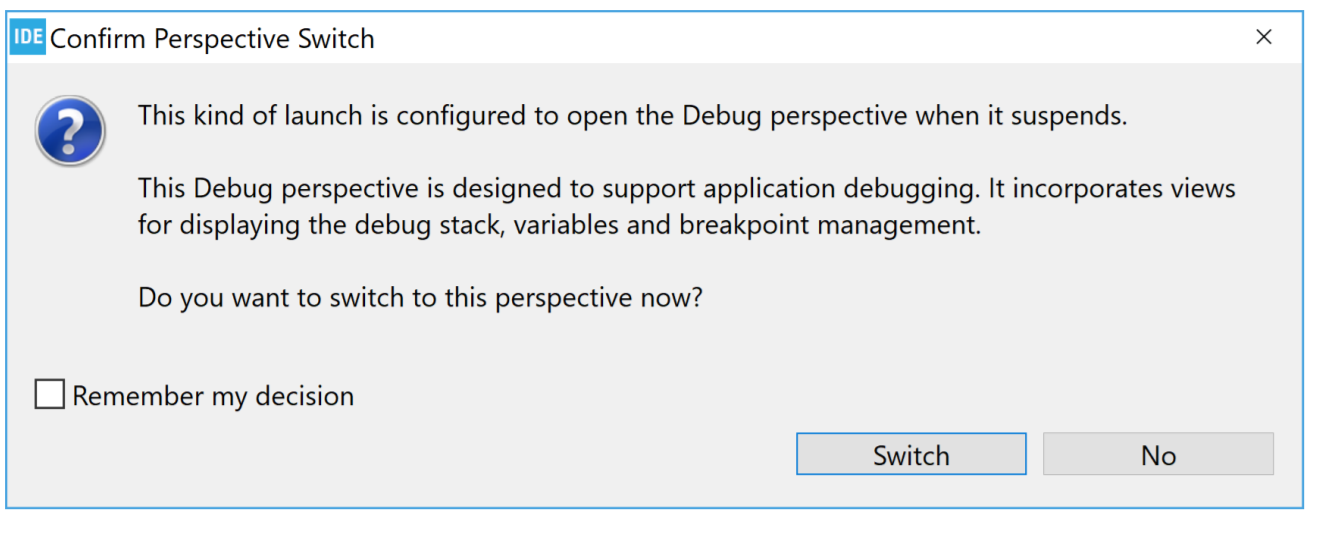 IDE Confirm Perspective Switch
This kind of launch is configured to open the Debug perspective when it suspends.
This Debug perspective is designed to support application debugging. It incorporates views
for displaying the debug stack, variables and breakpoint management.
Do you want to switch to this perspective now?
Remember my decision
Switch No